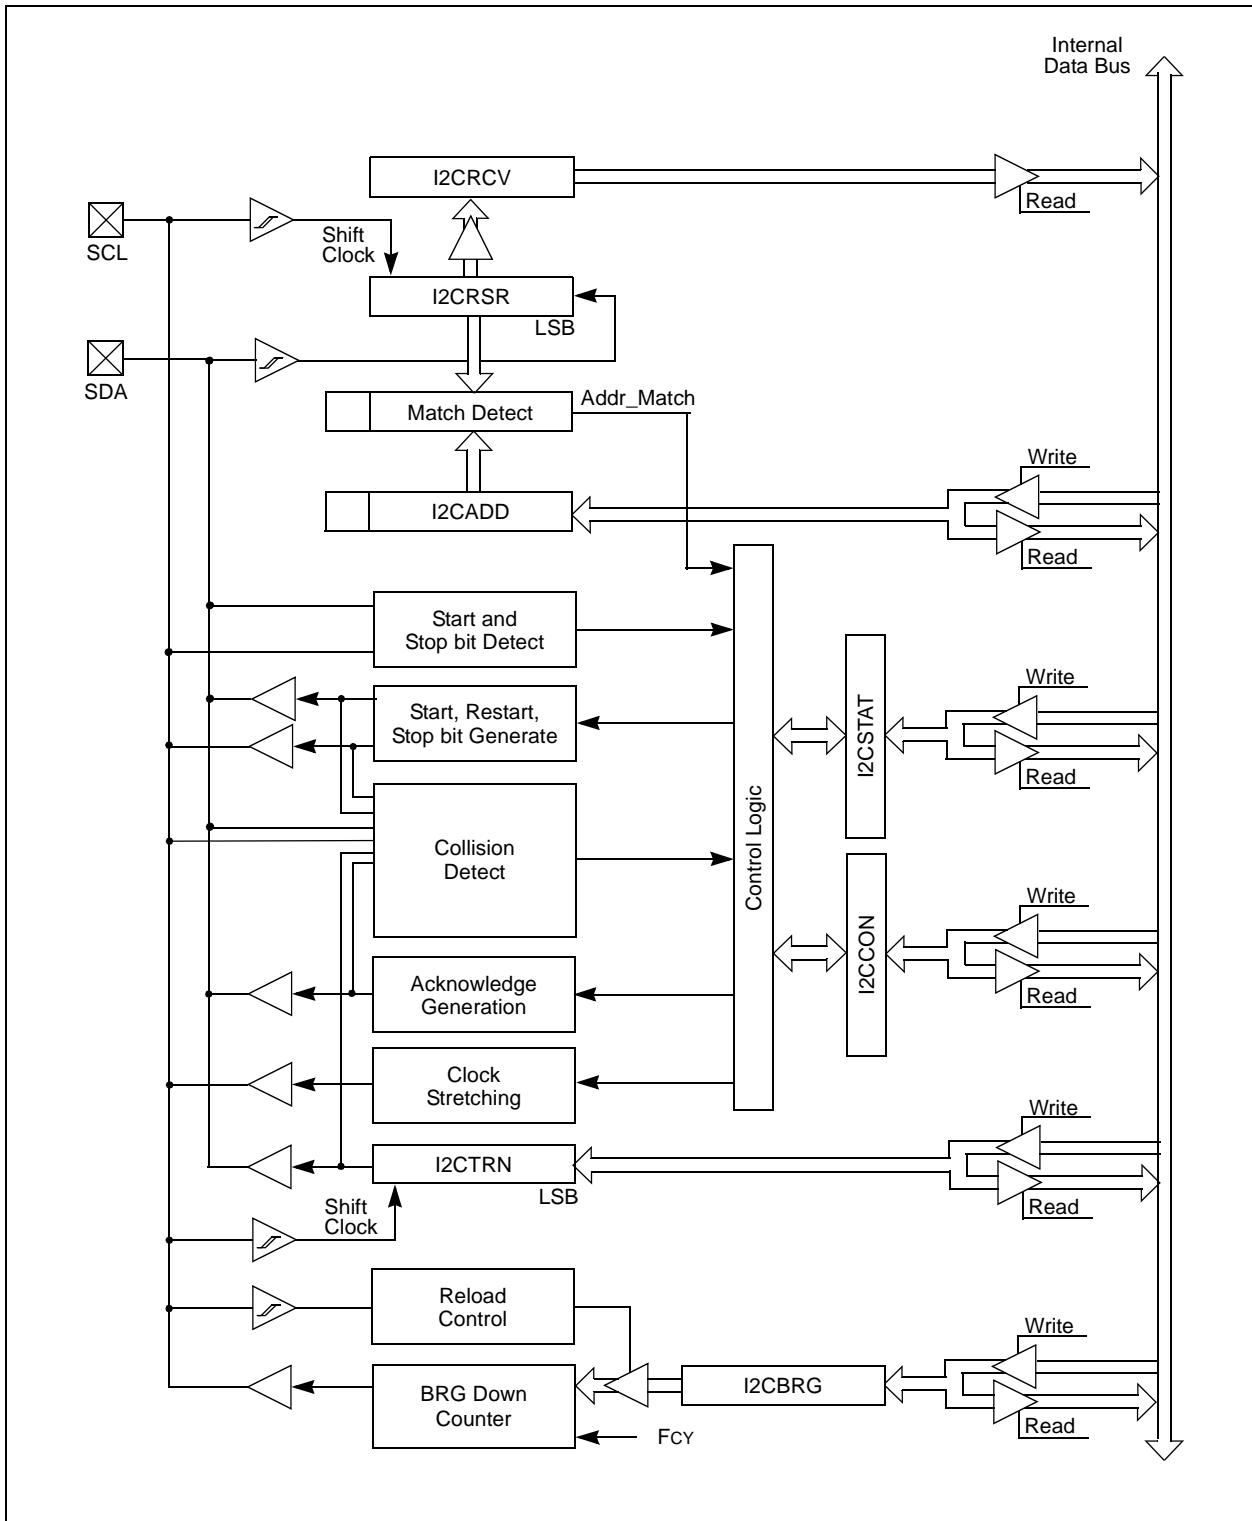 Internal
Data Bus
I2CRCV
Read
SCL
Shift
Clock
I2CRSR
LSB
SDA
Match Detect
Addr_Match
Write
I2CADD
Read
Start and
Stop bit Detect
Write
Start, Restart,
Stop bit Generate
I2CSTAT
Read
Control Logic
Collision
Detect
Write
I2CCON
Acknowledge
Generation
Read
Clock
Stretching
Write
I2CTRN
LSB
Shift
Clock
Read
Reload
Control
Write
I2CBRG
BRG Down
Counter
Read
FCY